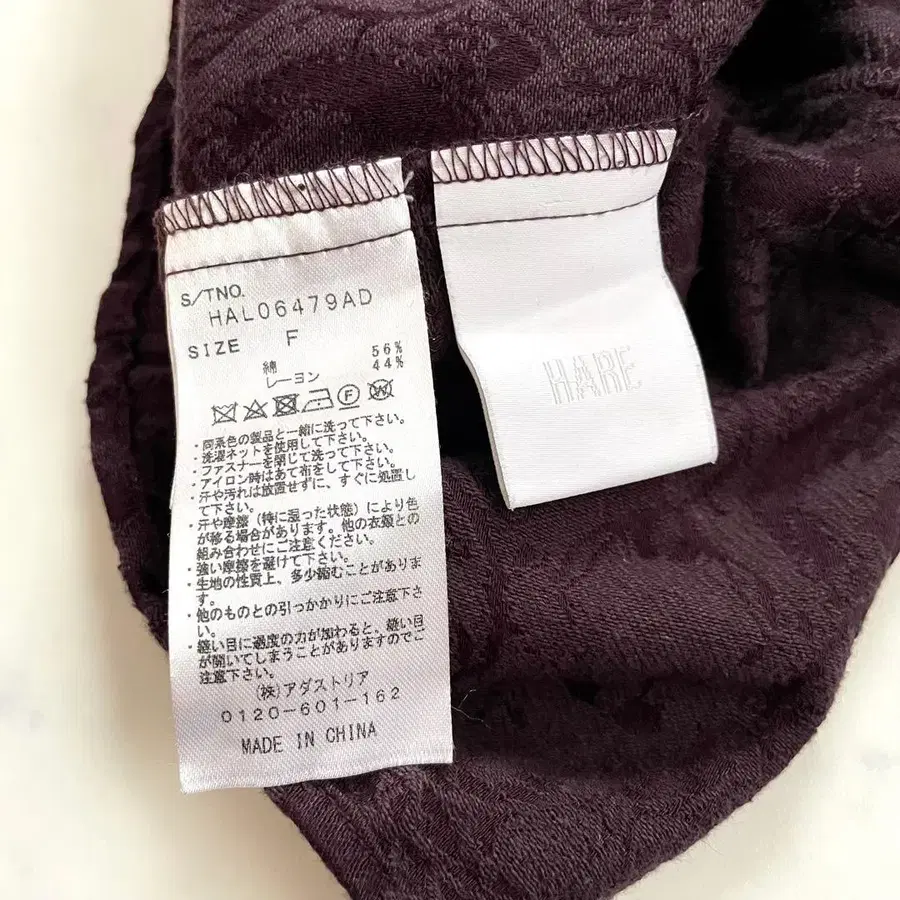 S/TNO.
HAL06479AD
SIZE F
綿 56%
レーヨン 44%
・同系色の製品と一緒に洗って下さい。
・洗濯ネットを使用して下さい。
・ファスナーを閉じて洗って下さい。
・アイロン時はあて布をして下さい。
・汗や汚れは放置せずに、すぐに処置し
て下さい。
・汗や摩擦（特に湿った状態）により色
が移る場合があります。他の衣類との
組み合わせにご注意ください。
・強い摩擦を避けて下さい。
・生地の性質上、多少縮むことがありま
す。
・他のものとの引っかかりにご注意下さ
い。
・縫い目に過度の力が加わると、縫い目
が開いてしまうことがありますのでご
注意下さい。
（株）アダストリア
0120-601-162
MADE IN CHINA
HARE